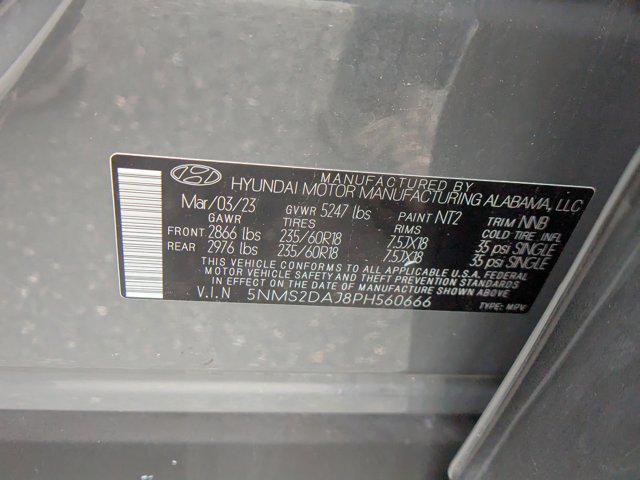 MANUFACTURED BY
HYUNDAI MOTOR MANUFACTURING ALABAMA, LLC
Mar/03/23 GVWR 5247 lbs PAINT NT2 TRIM NNB
GAWR TIRES RIMS COLD TIRE INFL
FRONT 2866 lbs 235/60R18 7.5JX18 35 psi SINGLE
REAR 2976 lbs 235/60R18 7.5JX18 35 psi SINGLE
THIS VEHICLE CONFORMS TO ALL APPLICABLE U.S.A. FEDERAL
MOTOR VEHICLE SAFETY, BUMPER, AND THEFT PREVENTION STANDARDS
IN EFFECT ON THE DATE OF MANUFACTURE SHOWN ABOVE
V.I.N 5NMS2DAJ8PH560666 TYPE: MPV